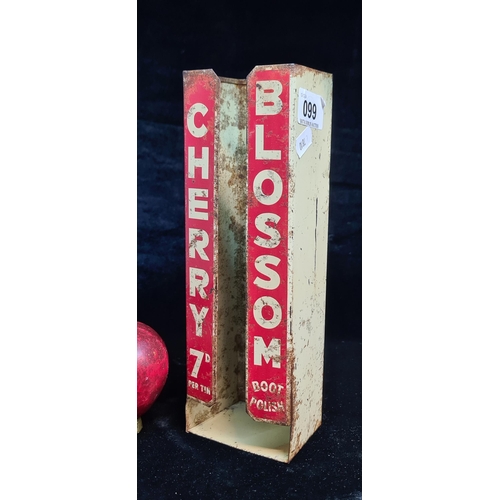 CHERRY
7D
PER TIN
BLOSSOM
BOOT
POLISH
099